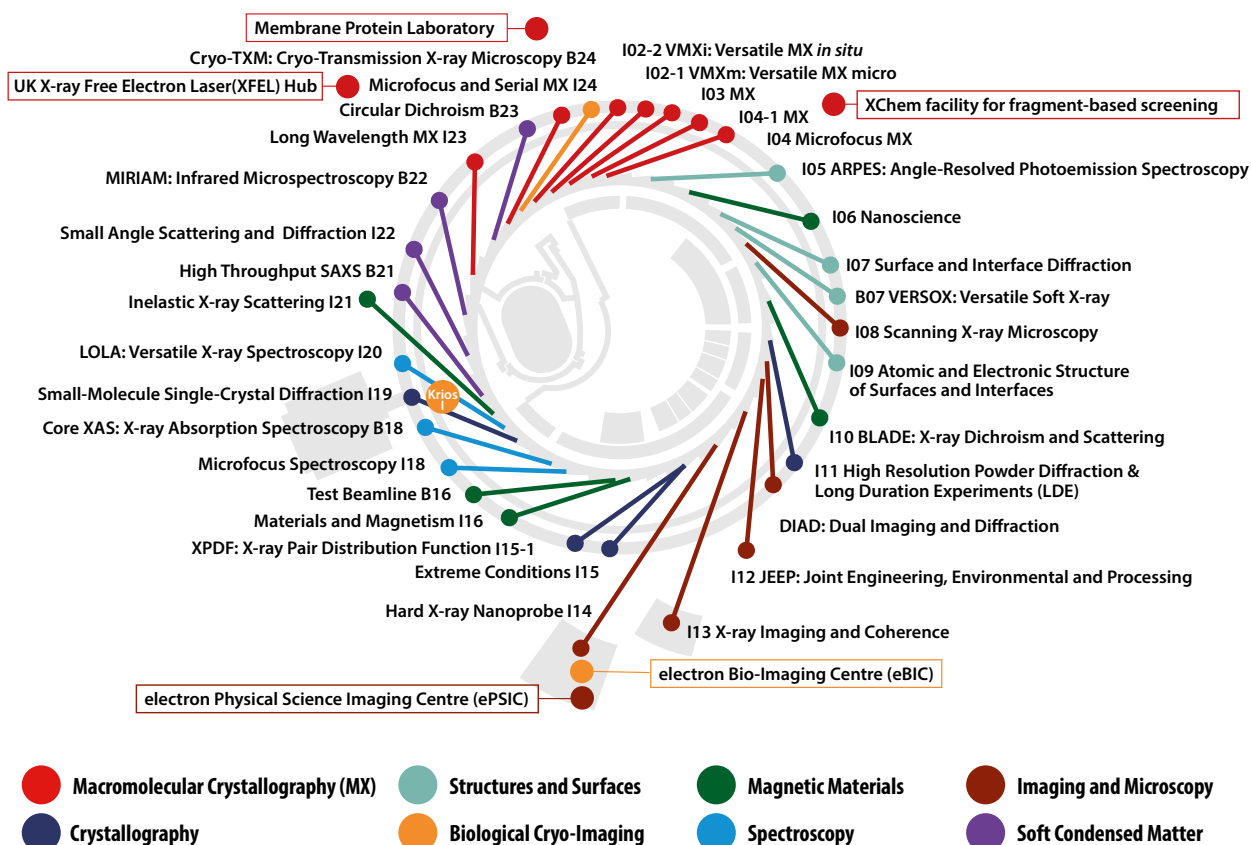 Membrane Protein Laboratory
Cryo-TXM: Cryo-Transmission X-ray Microscopy B24
UK X-ray Free Electron Laser(XFEL) Hub
Microfocus and Serial MX I24
Circular Dichroism B23
Long Wavelength MX I23
MIRIAM: Infrared Microspectroscopy B22
Small Angle Scattering and Diffraction I22
High Throughput SAXS B21
Inelastic X-ray Scattering I21
LOLA: Versatile X-ray Spectroscopy I20
Small-Molecule Single-Crystal Diffraction I19
Krios
I
Core XAS: X-ray Absorption Spectroscopy B18
Microfocus Spectroscopy I18
Test Beamline B16
Materials and Magnetism I16
XPDF: X-ray Pair Distribution Function I15-1
Extreme Conditions I15
Hard X-ray Nanoprobe I14
I02-2 VMXi: Versatile MX in situ
I02-1 VMXm: Versatile MX micro
I03 MX
XChem facility for fragment-based screening
I04-1 MX
I04 Microfocus MX
I05 ARPES: Angle-Resolved Photoemission Spectroscopy
I06 Nanoscience
I07 Surface and Interface Diffraction
B07 VERSOX: Versatile Soft X-ray
I08 Scanning X-ray Microscopy
I09 Atomic and Electronic Structure
of Surfaces and Interfaces
I10 BLADE: X-ray Dichroism and Scattering
I11 High Resolution Powder Diffraction &
Long Duration Experiments (LDE)
DIAD: Dual Imaging and Diffraction
I12 JEEP: Joint Engineering, Environmental and Processing
I13 X-ray Imaging and Coherence
electron Bio-Imaging Centre (eBIC)
electron Physical Science Imaging Centre (ePSIC)
Macromolecular Crystallography (MX)
Structures and Surfaces
Magnetic Materials
Imaging and Microscopy
Crystallography
Biological Cryo-Imaging
Spectroscopy
Soft Condensed Matter